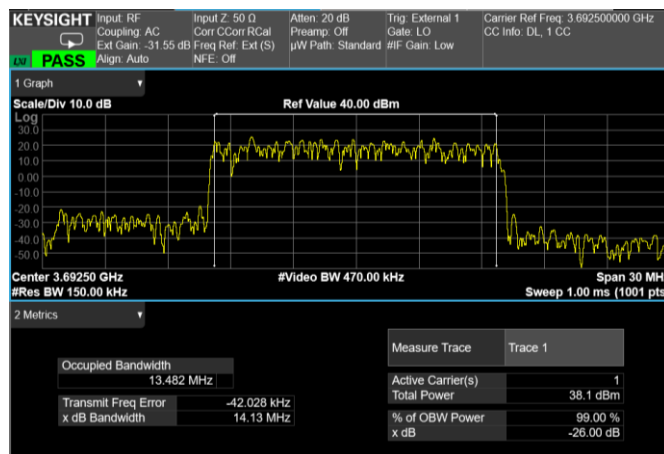 KEYSIGHT Input: RF Input Z: 50 Ω Atten: 20 dB Trig: External 1 Carrier Ref Freq: 3.692500000 GHz
Coupling: AC Corr CCorr RCal Preamp: Off Gate: LO CC Info: DL, 1 CC
Ext Gain: -31.55 dB Freq Ref: Ext (S) µW Path: Standard #IF Gain: Low
LXI PASS Align: Auto NFE: Off
1 Graph
Scale/Div 10.0 dB Ref Value 40.00 dBm
Log
30.0
20.0
10.0
0.00
-10.0
-20.0
-30.0
-40.0
-50.0
Center 3.69250 GHz #Video BW 470.00 kHz Span 30 MH
#Res BW 150.00 kHz Sweep 1.00 ms (1001 pts
2 Metrics
Measure Trace Trace 1
Occupied Bandwidth
13.482 MHz
Active Carrier(s) 1
Transmit Freq Error -42.028 kHz Total Power 38.1 dBm
x dB Bandwidth 14.13 MHz % of OBW Power 99.00 %
x dB -26.00 dB